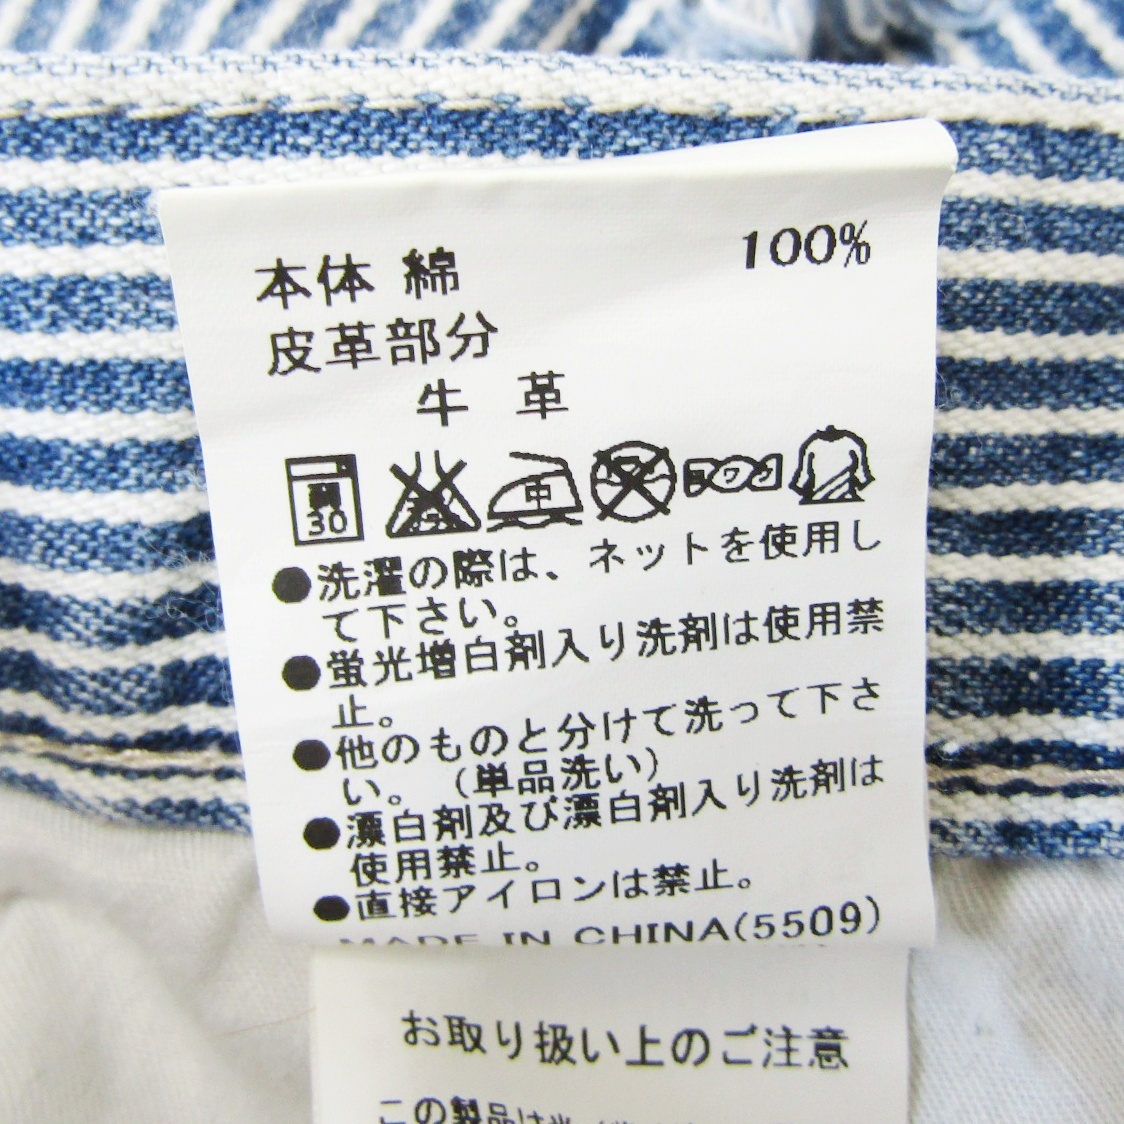 本体 綿 100%
皮革部分
牛 革
30
中
●洗濯の際は、ネットを使用し
て下さい。
●蛍光増白剤入り洗剤は使用禁
止。
●他のものと分けて洗って下さ
い。(単品洗い)
●漂白剤及び漂白剤入り洗剤は
使用禁止。
●直接アイロンは禁止。
MADE IN CHINA(5509)
お取り扱い上のご注意
この製品は